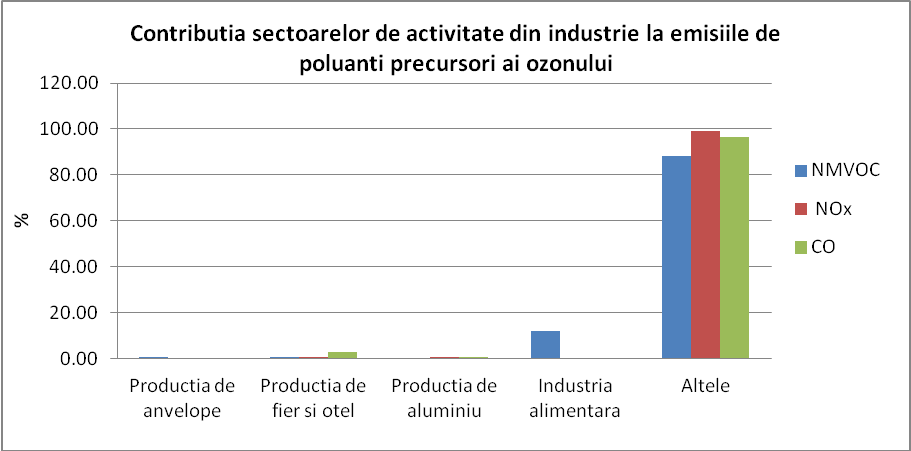 Contributia sectoarelor de activitate din industrie la emisiile de
poluanti precursori ai ozonului
120.00
100.00
80.00
60.00
40.00
20.00
0.00
%
Productia de
anvelope
Productia de
fier si otel
Productia de
aluminiu
Industria
alimentara
Altele
NMVOC
NOx
CO